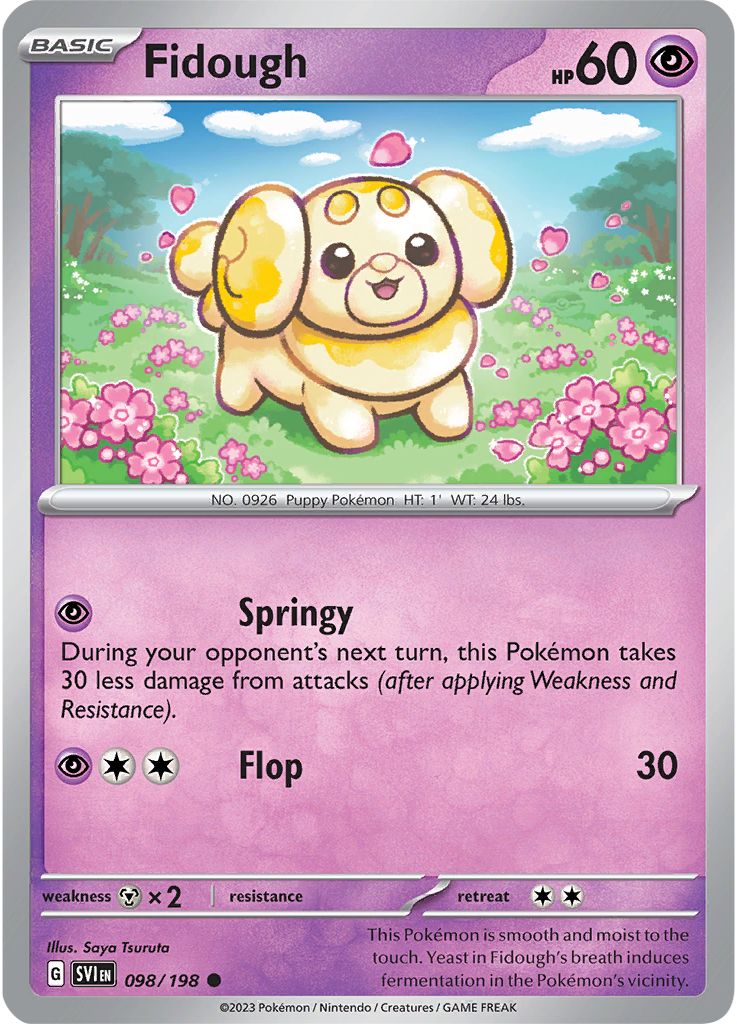 BASIC Fidough HP60
NO. 0926 Puppy Pokémon HT: 1' WT: 24 lbs.
Springy
During your opponent's next turn, this Pokémon takes
30 less damage from attacks (after applying Weakness and
Resistance).
Flop 30
weakness ×2 resistance retreat
Illus. Saya Tsuruta
G SVI EN 098/198
This Pokémon is smooth and moist to the
touch. Yeast in Fidough's breath induces
fermentation in the Pokémon's vicinity.
©2023 Pokémon / Nintendo / Creatures / GAME FREAK